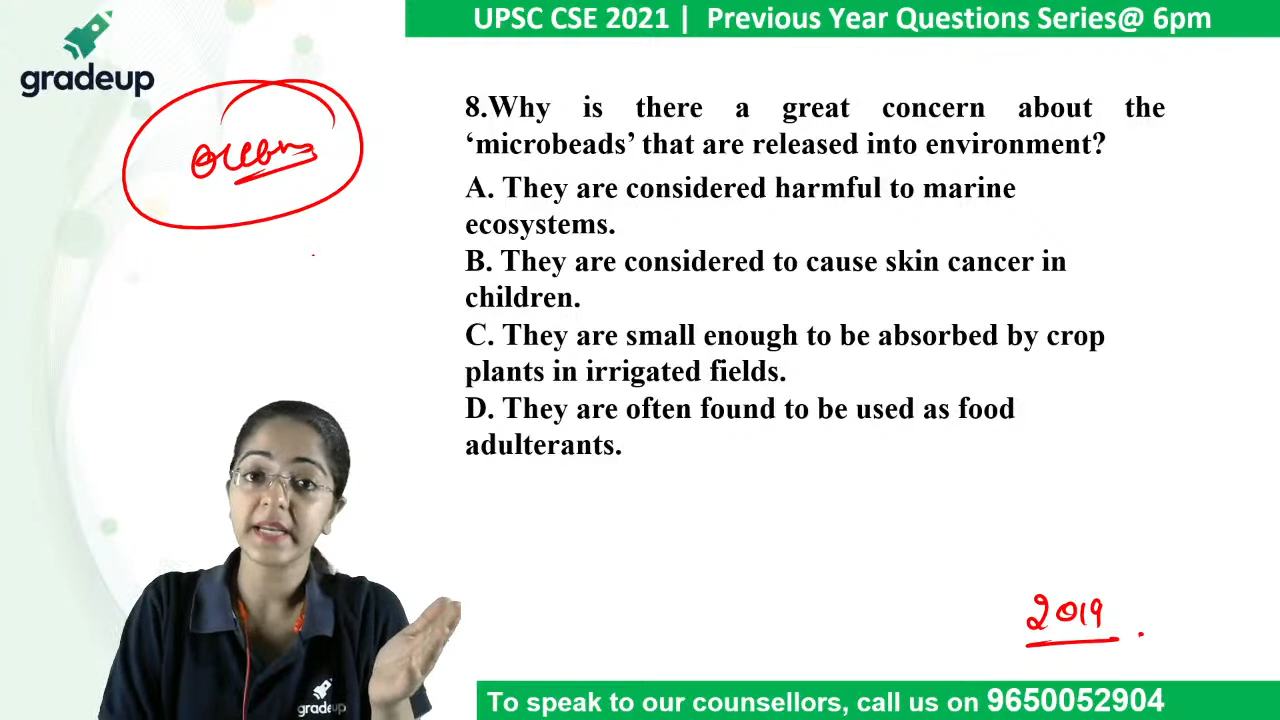 UPSC CSE 2021 | Previous Year Questions Series@ 6pm
gradeup
8.Why is there a great concern about the
‘microbeads’ that are released into environment?
A. They are considered harmful to marine
ecosystems.
B. They are considered to cause skin cancer in
children.
C. They are small enough to be absorbed by crop
plants in irrigated fields.
D. They are often found to be used as food
adulterants.
2019
gradeup
To speak to our counsellors, call us on 9650052904